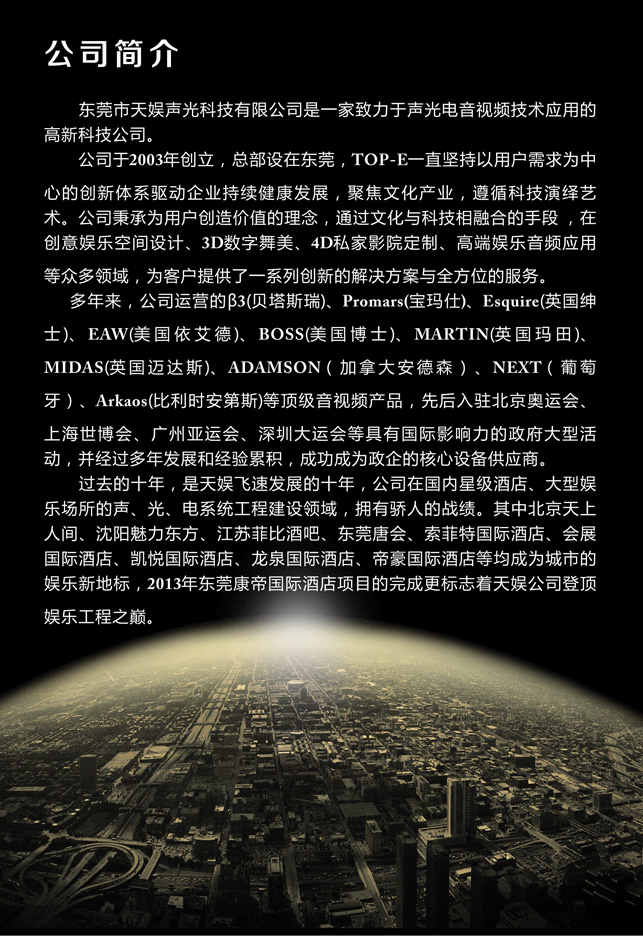 公司简介
东莞市天娱声光科技有限公司是一家致力于声光电音视频技术应用的
高新科技公司。
公司于2003年创立，总部设在东莞，TOP-E一直坚持以用户需求为中
心的创新体系驱动企业持续健康发展，聚焦文化产业，遵循科技演绎艺
术。公司秉承为用户创造价值的理念，通过文化与科技相融合的手段，在
创意娱乐空间设计、3D数字舞美、4D私家影院定制、高端娱乐音频应用
等众多领域，为客户提供了一系列创新的解决方案与全方位的服务。
多年来，公司运营的β3(贝塔斯瑞)、Promars(宝玛仕)、Esquire(英国绅
士)、EAW(美国依艾德)、BOSS(美国博士)、MARTIN(英国玛田)、
MIDAS(英国迈达斯)、ADAMSON（加拿大安德森）、NEXT（葡萄
牙）、Arkaos(比利时安第斯)等顶级音视频产品，先后入驻北京奥运会、
上海世博会、广州亚运会、深圳大运会等具有国际影响力的政府大型活
动，并经过多年发展和经验累积，成功成为政企的核心设备供应商。
过去的十年，是天娱飞速发展的十年，公司在国内星级酒店、大型娱
乐场所的声、光、电系统工程建设领域，拥有骄人的战绩。其中北京天上
人间、沈阳魅力东方、江苏菲比酒吧、东莞唐会、索菲特国际酒店、会展
国际酒店、凯悦国际酒店、龙泉国际酒店、帝豪国际酒店等均成为城市的
娱乐新地标，2013年东莞康帝国际酒店项目的完成更标志着天娱公司登顶
娱乐工程之巅。